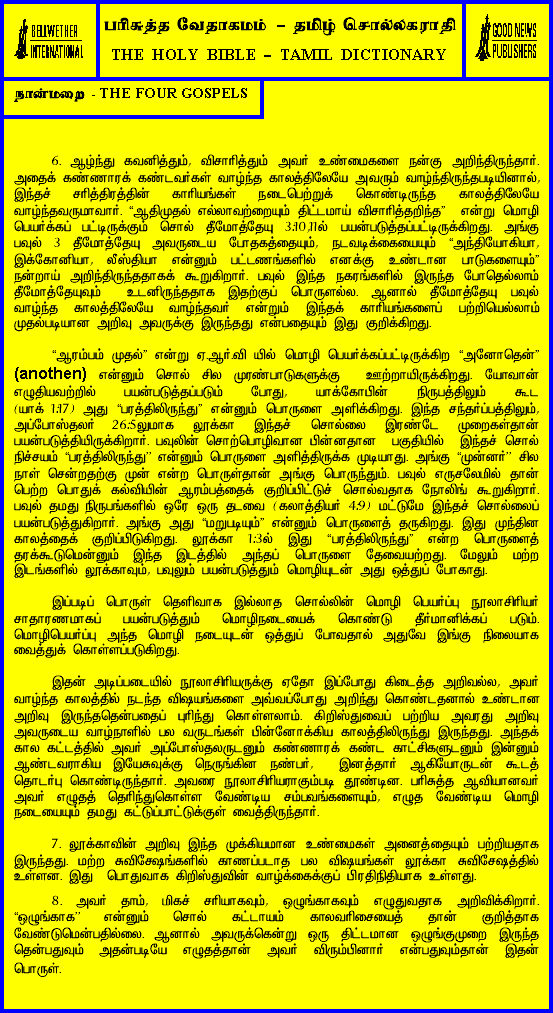 BELLWETHER
INTERNATIONAL
பரிசுத்த வேதாகமம் – தமிழ் சொல்லகராதி
THE HOLY BIBLE – TAMIL DICTIONARY
GOOD NEWS
PUBLISHERS
நான்மறை - THE FOUR GOSPELS
6. ஆழ்ந்து கவனித்தும், விசாரித்தும் அவர் உண்மைகளை நன்கு அறிந்திருந்தார்.
அதைக் கண்ணாரக் கண்டவர்கள் வாழ்ந்த காலத்திலேயே அவரும் வாழ்ந்திருந்தபடியினால்,
இந்தச் சரித்திரத்தின் காரியங்கள் நடைபெற்றுக் கொண்டிருந்த காலத்திலேயே
வாழ்ந்தவருமாவார். “ஆதிமுதல் எல்லாவற்றையும் திட்டமாய் விசாரித்தறிந்த” என்று மொழி
பெயர்க்கப் பட்டிருக்கும் சொல் தீமோத்தேயு 3:10,11ல் பயன்படுத்தப்பட்டிருக்கிறது. அங்கு
பவுல் 3 தீமோத்தேயு அவருடைய போதகத்தையும், நடவடிக்கையையும் “அந்தியோகியா,
இக்கோனியா, லீஸ்தியா என்னும் பட்டணங்களில் எனக்கு உண்டான பாடுகளையும்”
நன்றாய் அறிந்திருந்ததாகக் கூறுகிறார். பவுல் இந்த நகரங்களில் இருந்த போதெல்லாம்
தீமோத்தேயுவும் உடனிருந்ததாக இதற்குப் பொருளல்ல. ஆனால் தீமோத்தேயு பவுல்
வாழ்ந்த காலத்திலேயே வாழ்ந்தவர் என்றும் இந்தக் காரியங்களைப் பற்றியெல்லாம்
முதல்படியான அறிவு அவருக்கு இருந்தது என்பதையும் இது குறிக்கிறது.
“ஆரம்பம் முதல்” என்று ஏ.ஆர்.வி யில் மொழி பெயர்க்கப்பட்டிருக்கிற “அனோதென்”
(anothen) என்னும் சொல் சில முரண்பாடுகளுக்கு ஊற்றாயிருக்கிறது. யோவான்
எழுதியவற்றில் பயன்படுத்தப்படும் போது, யாக்கோபின் நிருபத்திலும் கூட
(யாக் 1:17) அது “பரத்திலிருந்து” என்னும் பொருளை அளிக்கிறது. இந்த சந்தர்ப்பத்திலும்,
அப்போஸ்தலர் 26:5லுமாக லூக்கா இந்தச் சொல்லை இரண்டே முறைகள்தான்
பயன்படுத்தியிருக்கிறார். பவுலின் சொற்பொழிவான பின்னதான பகுதியில் இந்தச் சொல்
நிச்சயம் “பரத்திலிருந்து” என்னும் பொருளை அளித்திருக்க முடியாது. அங்கு “முன்னர்” சில
நாள் சென்றதற்கு முன் என்ற பொருள்தான் அங்கு பொருந்தும். பவுல் எருசலேமில் தான்
பெற்ற பொதுக் கல்வியின் ஆரம்பத்தைக் குறிப்பிட்டுச் சொல்வதாக நோலிங் கூறுகிறார்.
பவுல் தமது நிருபங்களில் ஒரே ஒரு தடவை (கலாத்தியர் 4:9) மட்டுமே இந்தச் சொல்லைப்
பயன்படுத்துகிறார். அங்கு அது “மறுபடியும்” என்னும் பொருளைத் தருகிறது. இது முந்தின
காலத்தைக் குறிப்பிடுகிறது. லூக்கா 1:3ல் இது “பரத்திலிருந்து” என்ற பொருளைத்
தரக்கூடுமென்னும் இந்த இடத்தில் அந்தப் பொருளை தேவையற்றது. மேலும் மற்ற
இடங்களில் லூக்காவும், பவுலும் பயன்படுத்தும் மொழியுடன் அது ஒத்துப் போகாது.
இப்படிப் பொருள் தெளிவாக இல்லாத சொல்லின் மொழி பெயர்ப்பு நூலாசிரியர்
சாதாரணமாகப் பயன்படுத்தும் மொழிநடையைக் கொண்டு தீர்மானிக்கப் படும்.
மொழிபெயர்ப்பு அந்த மொழி நடையுடன் ஒத்துப் போவதால் அதுவே இங்கு நிலையாக
வைத்துக் கொள்ளப்படுகிறது.
இதன் அடிப்படையில் நூலாசிரியருக்கு ஏதோ இப்போது கிடைத்த அறிவல்ல, அவர்
வாழ்ந்த காலத்தில் நடந்த விஷயங்களை அவ்வப்போது அறிந்து கொண்டதனால் உண்டான
அறிவு இருந்ததென்பதைப் புரிந்து கொள்ளலாம். கிறிஸ்துவைப் பற்றிய அவரது அறிவு
அவருடைய வாழ்நாளில் பல வருடங்கள் பின்னோக்கிய காலத்திலிருந்து இருந்தது. அந்தக்
கால கட்டத்தில் அவர் அப்போஸ்தலருடனும் கண்ணாரக் கண்ட காட்சிகளுடனும் இன்னும்
ஆண்டவராகிய இயேசுவுக்கு நெருங்கின நண்பர், இனத்தார் ஆகியோருடன் கூடத்
தொடர்பு கொண்டிருந்தார். அவரை நூலாசிரியராகும்படி தூண்டின. பரிசுத்த ஆவியானவர்
அவர் எழுதத் தெரிந்துகொள்ள வேண்டிய சம்பவங்களையும், எழுத வேண்டிய மொழி
நடையையும் தமது கட்டுப்பாட்டுக்குள் வைத்திருந்தார்.
7. லூக்காவின் அறிவு இந்த முக்கியமான உண்மைகள் அனைத்தையும் பற்றியதாக
இருந்தது. மற்ற சுவிசேஷங்களில் காணப்படாத பல விஷயங்கள் லூக்கா சுவிசேஷத்தில்
உள்ளன. இது பொதுவாக கிறிஸ்துவின் வாழ்க்கைக்குப் பிரதிநிதியாக உள்ளது.
8. அவர் தாம், மிகச் சரியாகவும், ஒழுங்காகவும் எழுதுவதாக அறிவிக்கிறார்.
“ஒழுங்காக” என்னும் சொல் கட்டாயம் காலவரிசையைத் தான் குறித்தாக
வேண்டுமென்பதில்லை. ஆனால் அவருக்கென்று ஒரு திட்டமான ஒழுங்குமுறை இருந்த
தென்பதுவும் அதன்படியே எழுதத்தான் அவர் விரும்பினார் என்பதுவும்தான் இதன்
பொருள்.